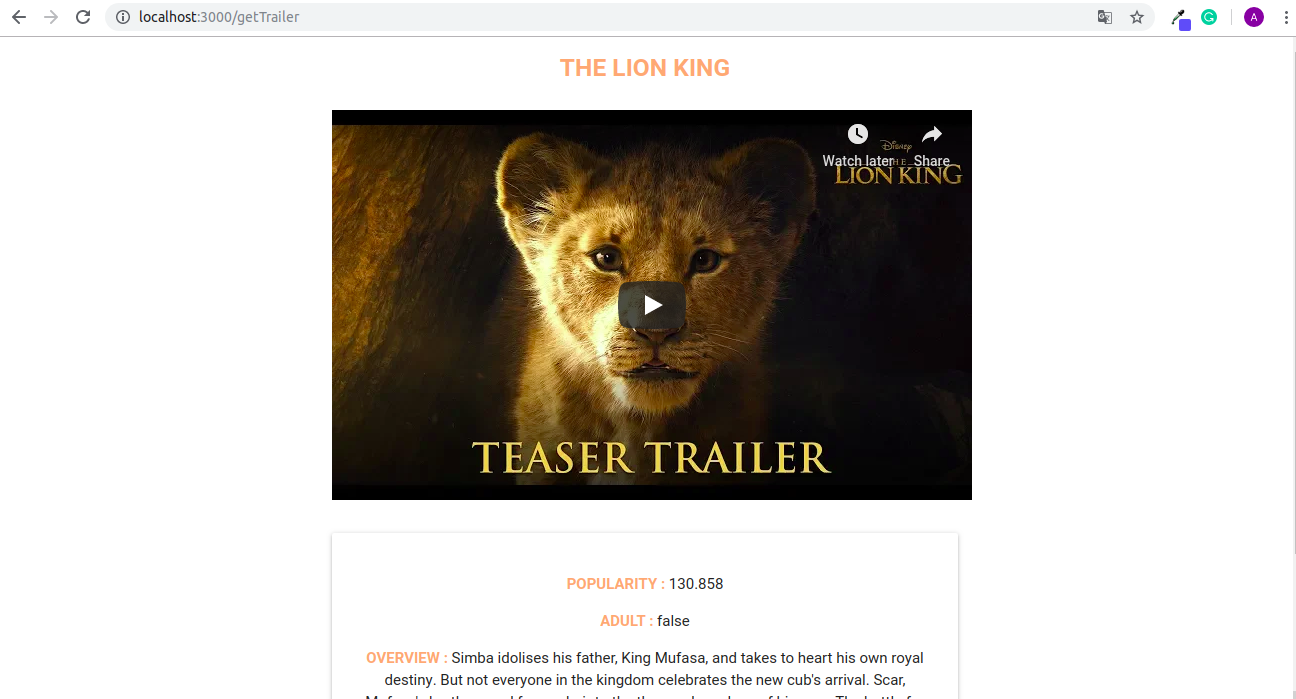 localhost:3000/getTrailer
A
THE LION KING
Watch later
Share
Disney
THE
LION KING
TEASER TRAILER
POPULARITY : 130.858
ADULT : false
OVERVIEW : Simba idolises his father, King Mufasa, and takes to heart his own royal
destiny. But not everyone in the kingdom celebrates the new cub's arrival. Scar,